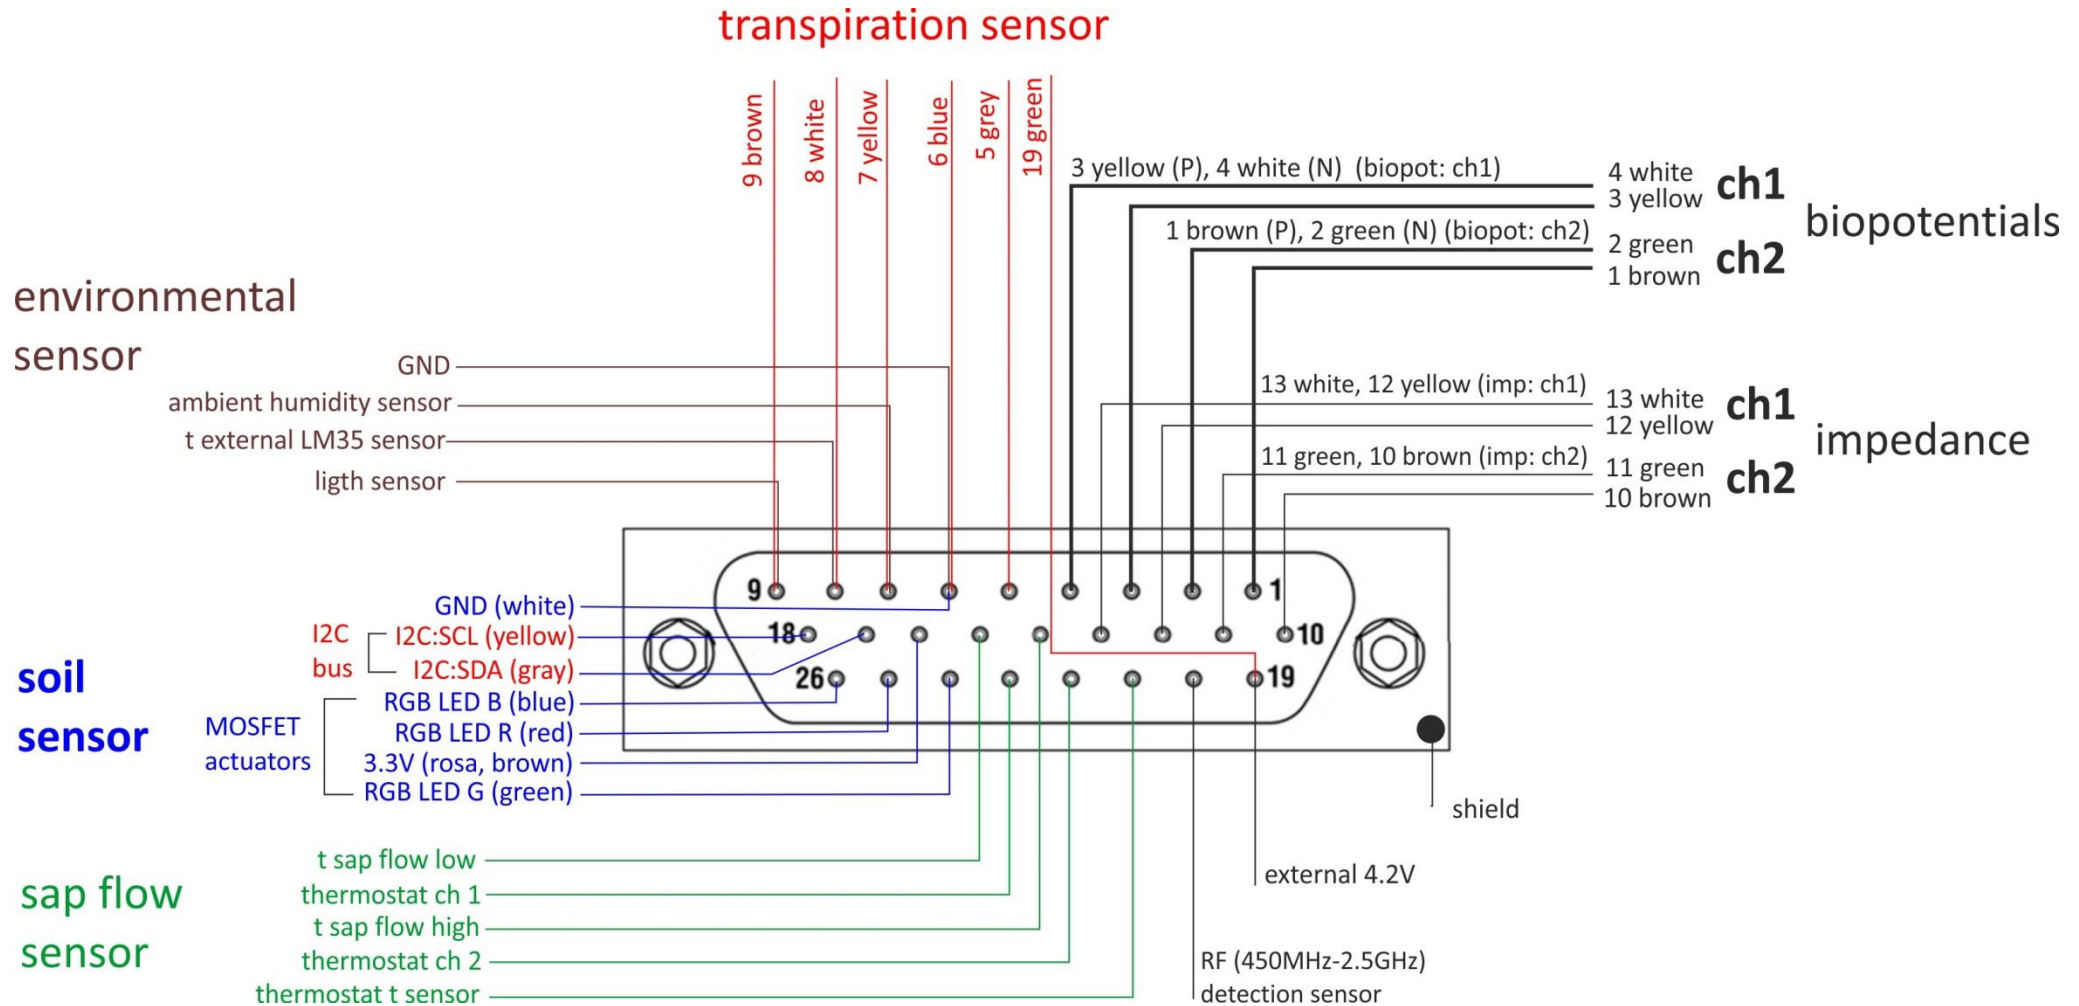 transpiration sensor
9 brown
8 white
7 yellow
6 blue
5 grey
19 green
3 yellow (P), 4 white (N) (biopot: ch1)
4 white
3 yellow
ch1
1 brown (P), 2 green (N) (biopot: ch2)
2 green
1 brown
ch2
biopotentials
environmental
sensor
GND
ambient humidity sensor
t external LM35 sensor
ligth sensor
13 white, 12 yellow (imp: ch1)
13 white
12 yellow
ch1
11 green, 10 brown (imp: ch2)
11 green
10 brown
ch2
impedance
9
1
18
10
26
19
soil
sensor
GND (white)
I2C
bus
I2C:SCL (yellow)
I2C:SDA (gray)
MOSFET
actuators
RGB LED B (blue)
RGB LED R (red)
3.3V (rosa, brown)
RGB LED G (green)
shield
external 4.2V
RF (450MHz-2.5GHz)
detection sensor
sap flow
sensor
t sap flow low
thermostat ch 1
t sap flow high
thermostat ch 2
thermostat t sensor